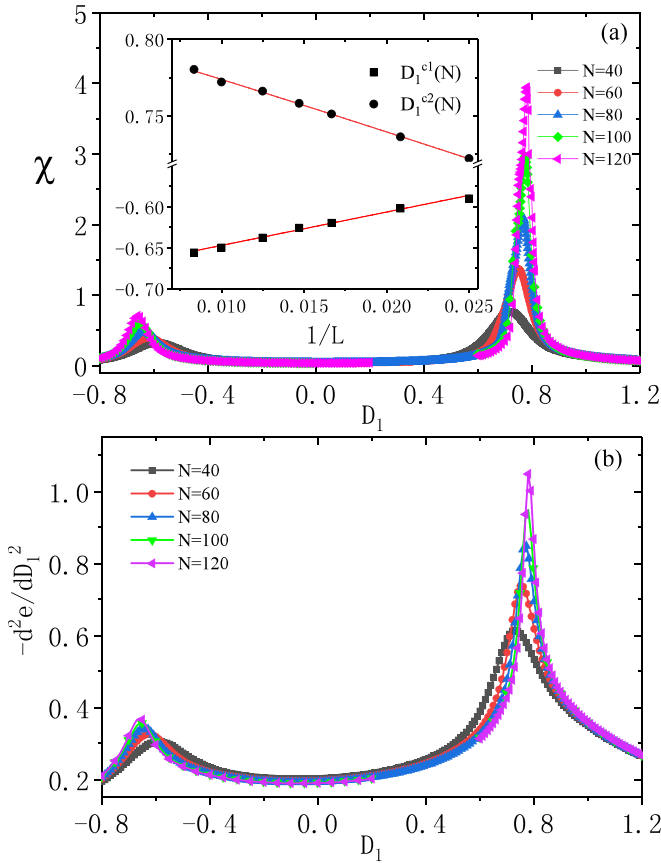 (a)
χ
5
4
3
2
1
0
0.80
0.75
-0.60
-0.65
-0.70
0.010
0.015
0.020
0.025
1/L
D₁ᶜ¹(N)
D₁ᶜ²(N)
N=40
N=60
N=80
N=100
N=120
-0.8
-0.4
0.0
0.4
0.8
1.2
D₁
(b)
-d²e/dD₁²
1.0
0.8
0.6
0.4
0.2
N=40
N=60
N=80
N=100
N=120
-0.8
-0.4
0.0
0.4
0.8
1.2
D₁